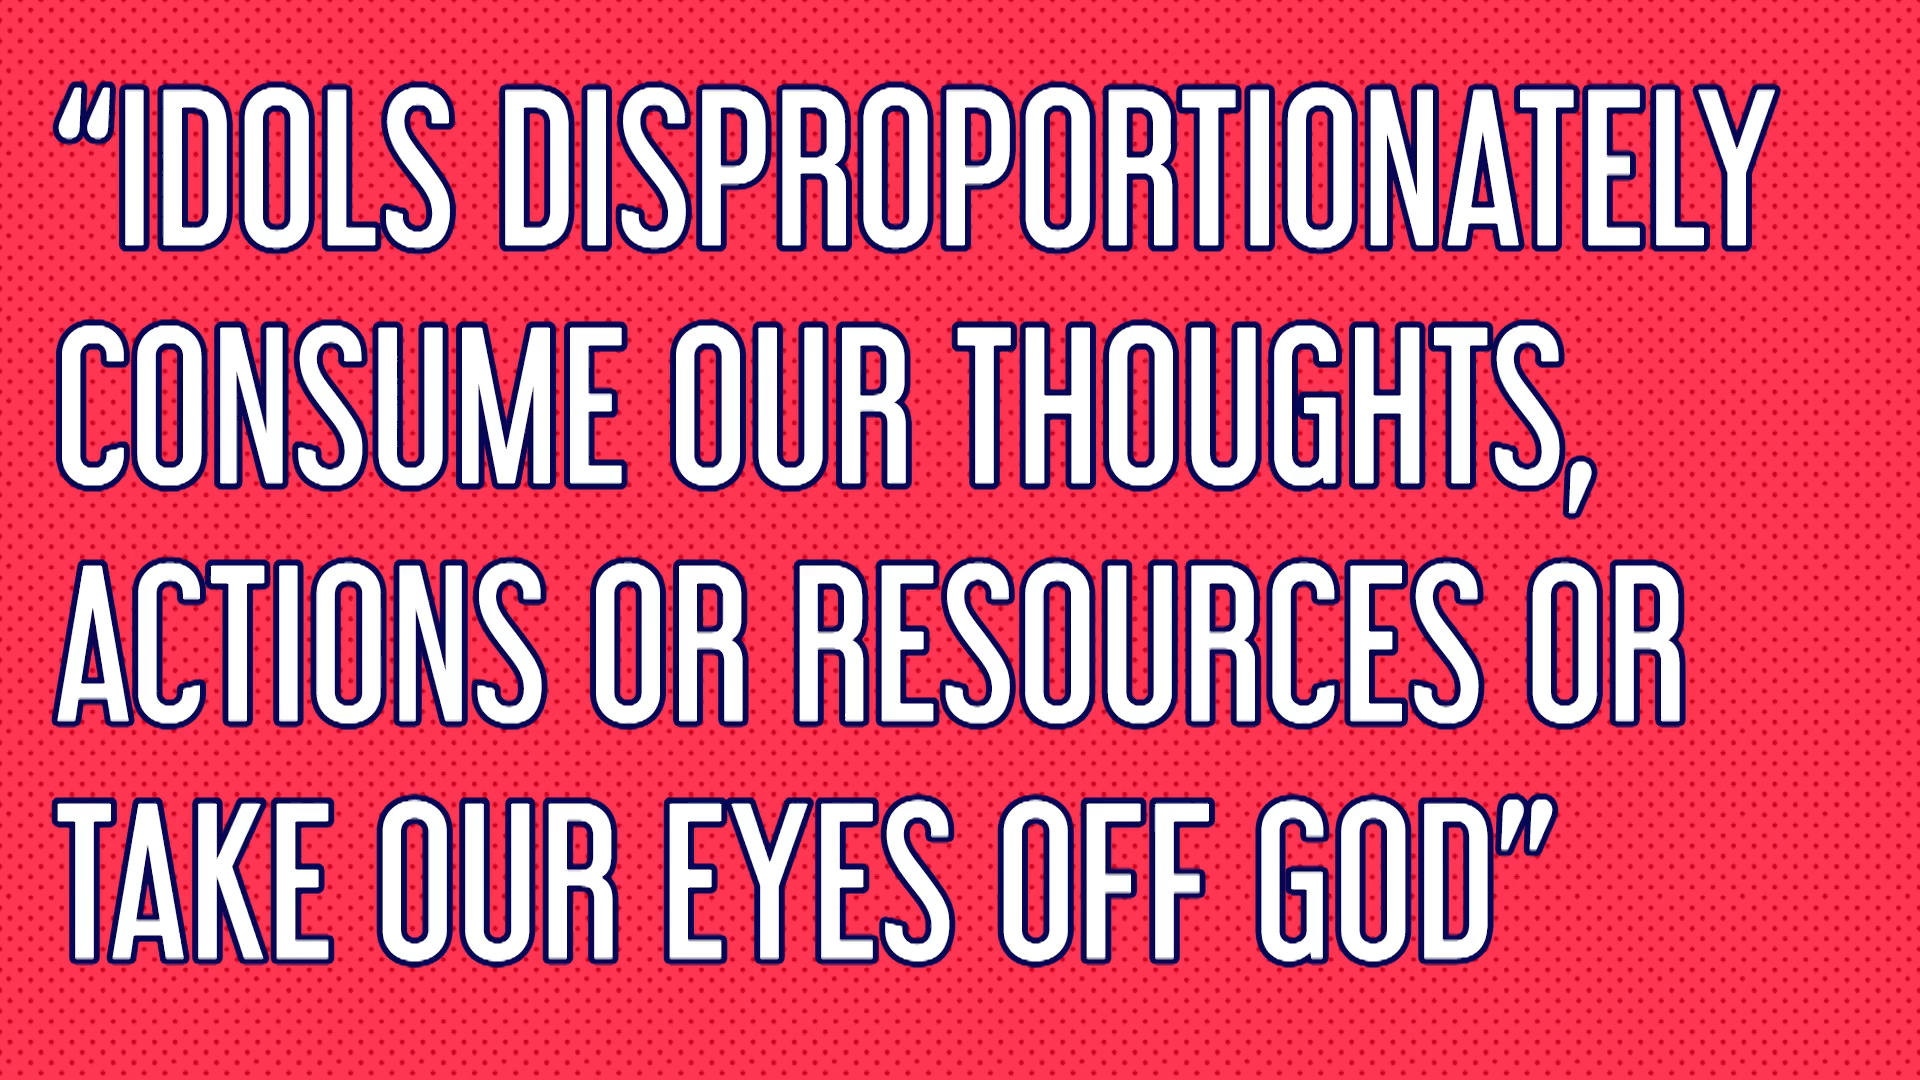 “IDOLS DISPROPORTIONATELY
CONSUME OUR THOUGHTS,
ACTIONS OR RESOURCES OR
TAKE OUR EYES OFF GOD”